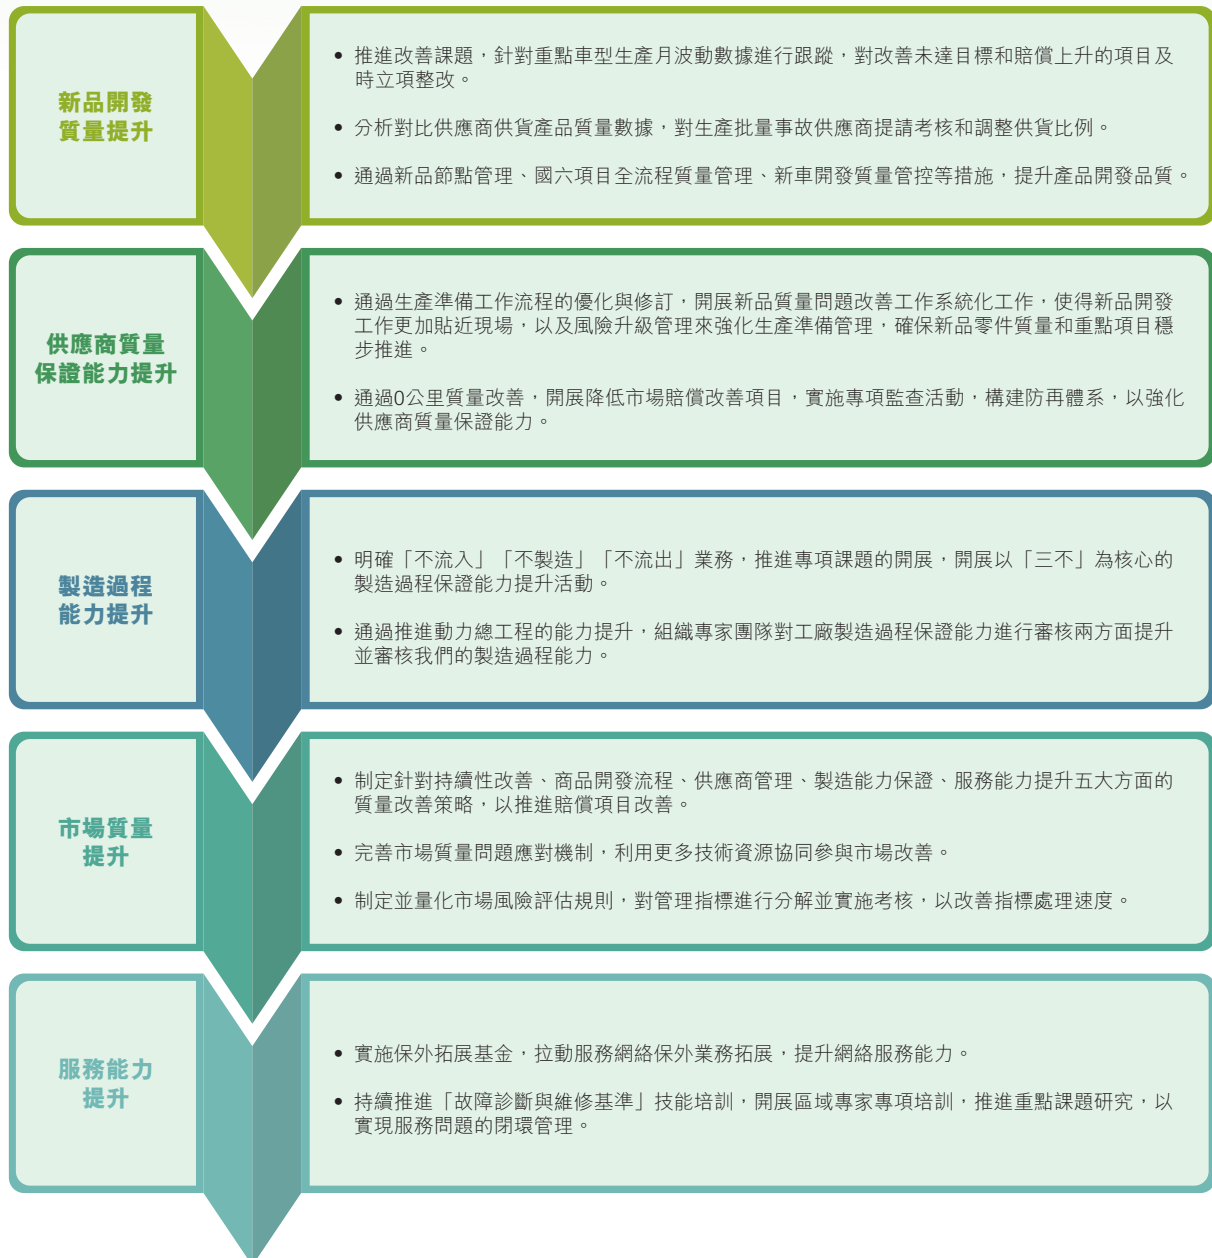 新品開發
質量提升
• 推進改善課題，針對重點車型生產月波動數據進行跟蹤，對改善未達目標和賠償上升的項目及
時立項整改。
• 分析對比供應商供貨產品質量數據，對生產批量事故供應商提請考核和調整供貨比例。
• 通過新品節點管理、國六項目全流程質量管理、新車開發質量管控等措施，提升產品開發品質。
供應商質量
保證能力提升
• 通過生產準備工作流程的優化與修訂，開展新品質量問題改善工作系統化工作，使得新品開發
工作更加貼近現場，以及風險升級管理來強化生產準備管理，確保新品零件質量和重點項目穩
步推進。
• 通過0公里質量改善，開展降低市場賠償改善項目，實施專項監查活動，構建防再體系，以強化
供應商質量保證能力。
製造過程
能力提升
• 明確「不流入」「不製造」「不流出」業務，推進專項課題的開展，開展以「三不」為核心的
製造過程保證能力提升活動。
• 通過推進動力總工程的能力提升，組織專家團隊對工廠製造過程保證能力進行審核兩方面提升
並審核我們的製造過程能力。
市場質量
提升
• 制定針對持續性改善、商品開發流程、供應商管理、製造能力保證、服務能力提升五大方面的
質量改善策略，以推進賠償項目改善。
• 完善市場質量問題應對機制，利用更多技術資源協同參與市場改善。
• 制定並量化市場風險評估規則，對管理指標進行分解並實施考核，以改善指標處理速度。
服務能力
提升
• 實施保外拓展基金，拉動服務網絡保外業務拓展，提升網絡服務能力。
• 持續推進「故障診斷與維修基準」技能培訓，開展區域專家專項培訓，推進重點課題研究，以
實現服務問題的閉環管理。